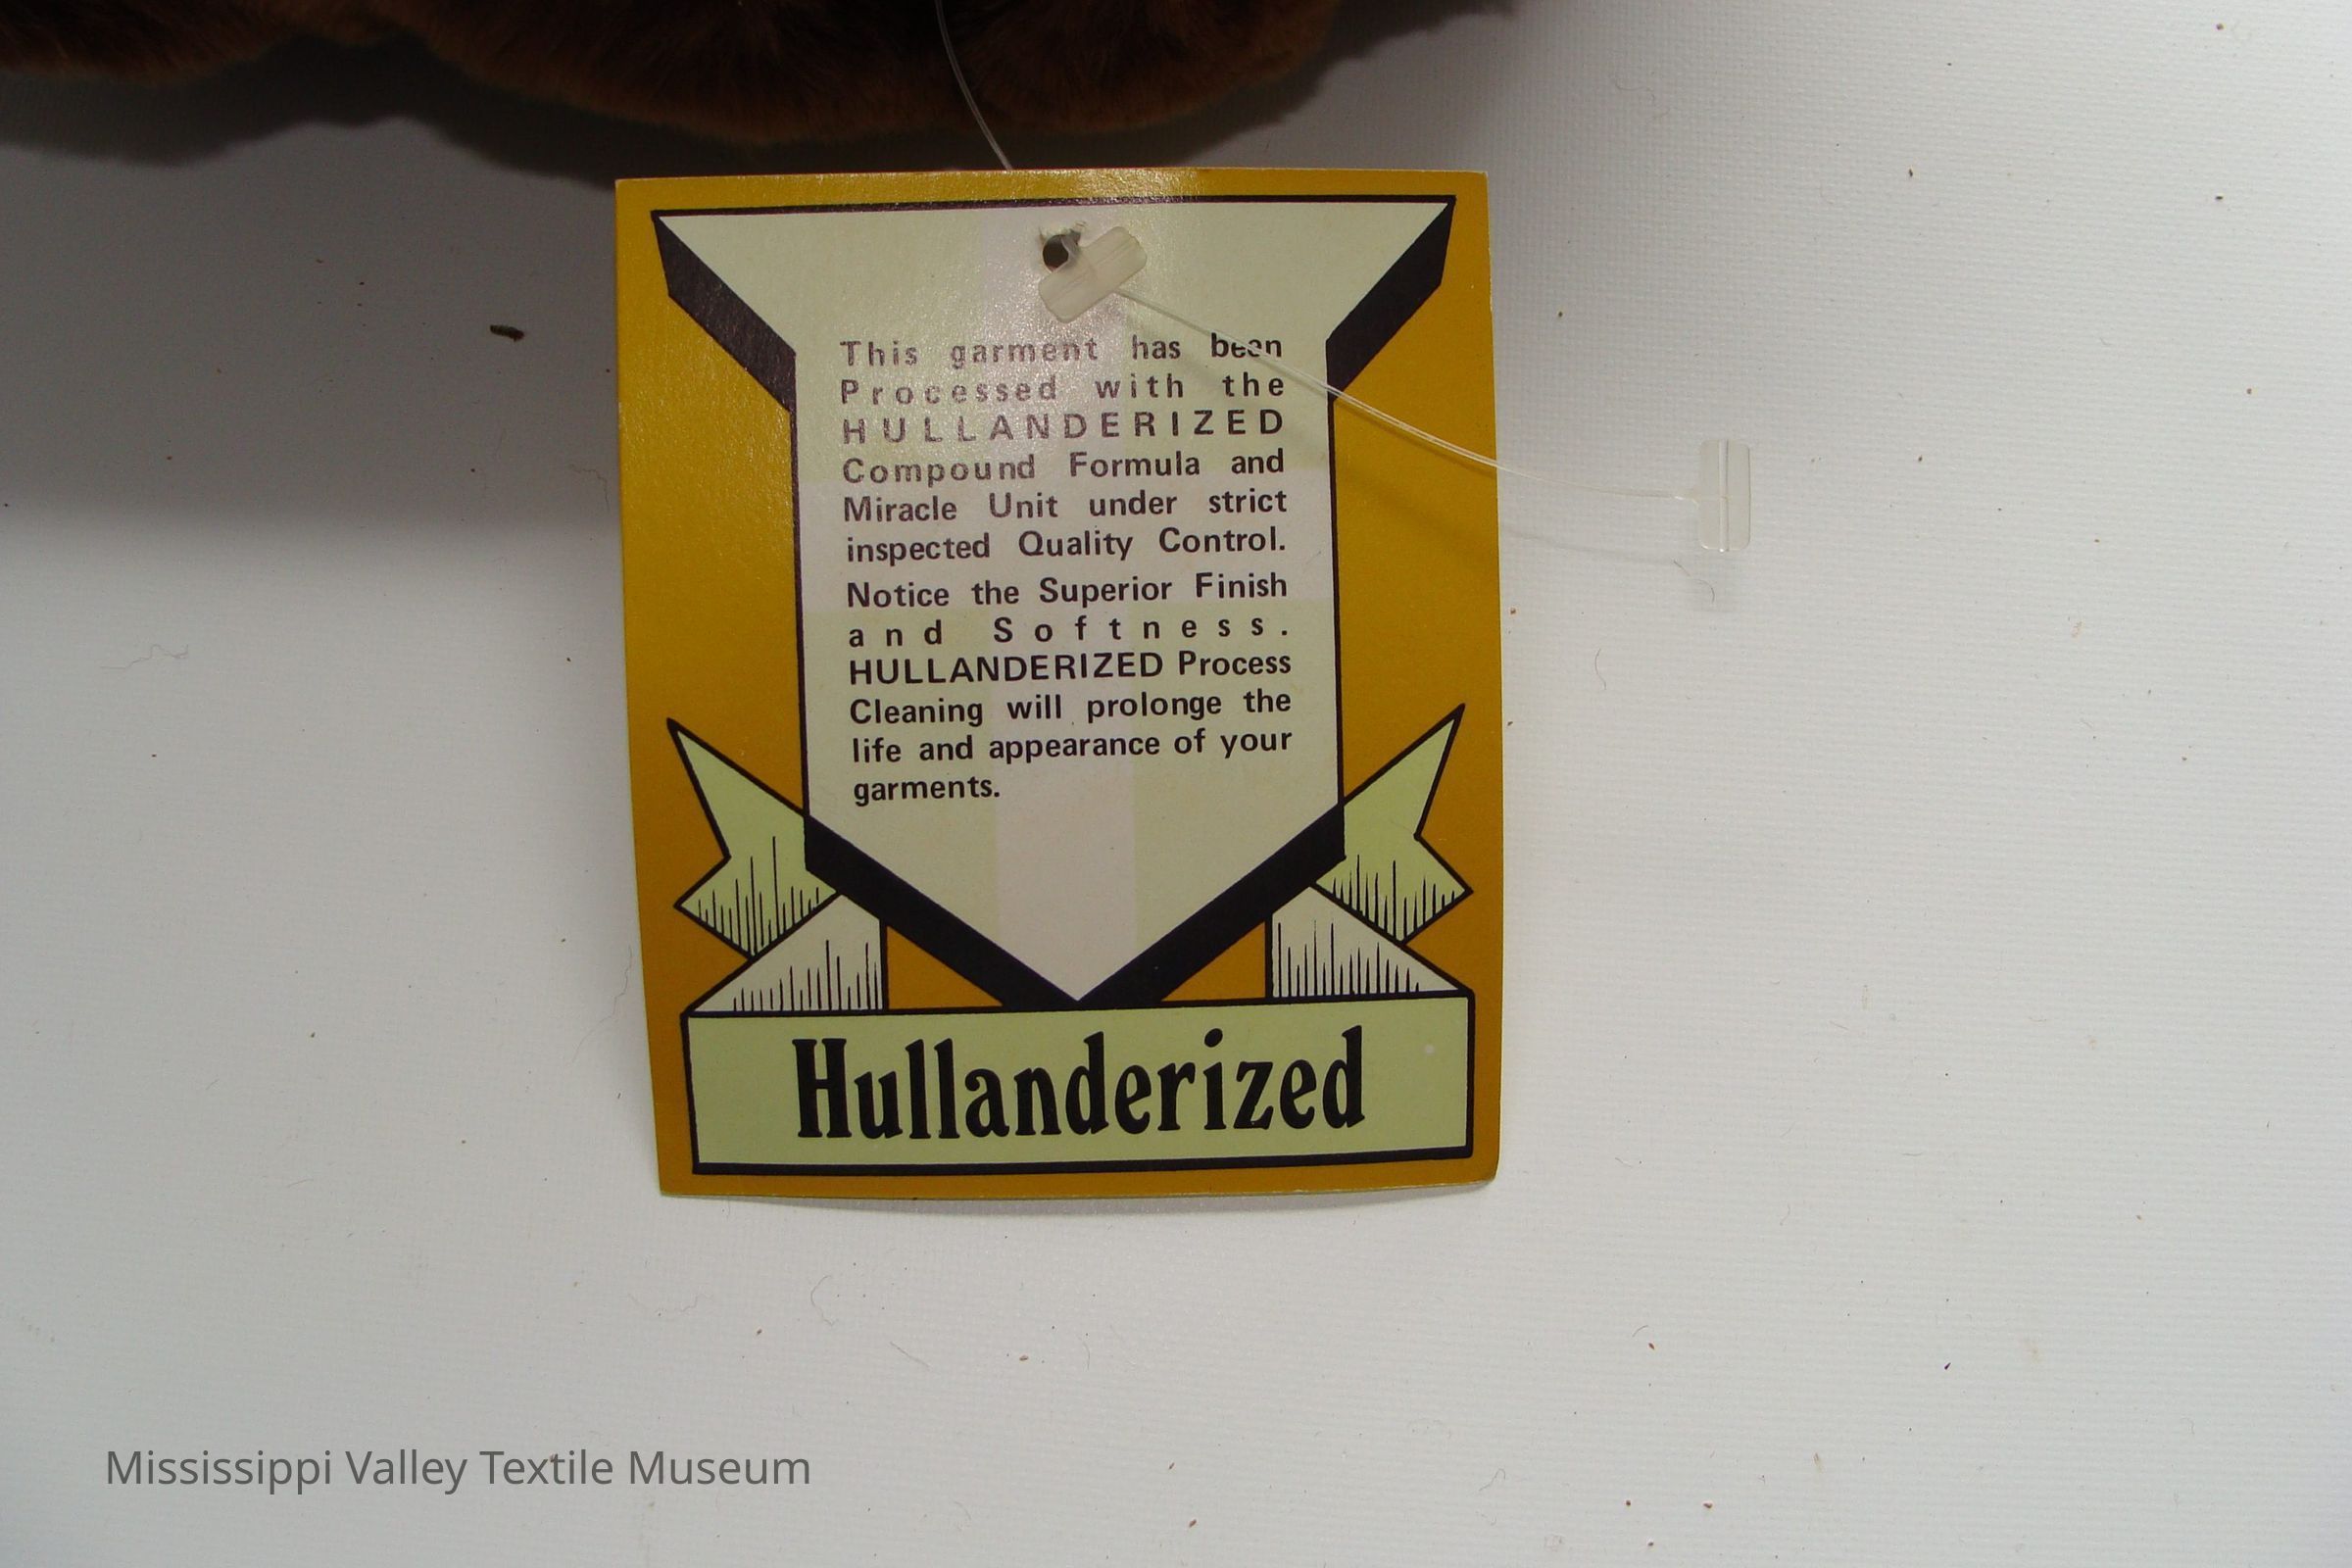 This garment has been
Processed with the
HULLANDERIZED
Compound Formula and
Miracle Unit under strict
inspected Quality Control.
Notice the Superior Finish
and Softness.
HULLANDERIZED Process
Cleaning will prolonge the
life and appearance of your
garments.
Hullanderized
Mississippi Valley Textile Museum